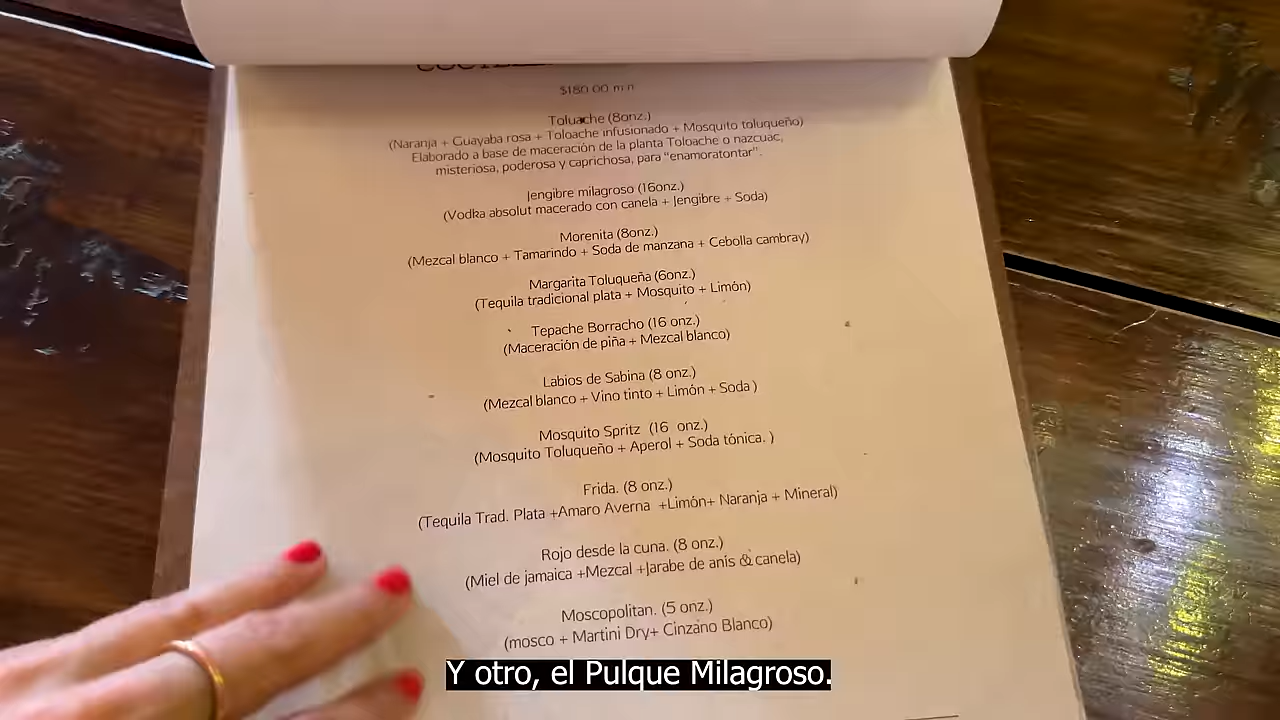 $180.00 m.n
Toluache (8onz.)
(Naranja + Guayaba rosa + Toloache infusionado + Mosquito toluqueño)
Elaborado a base de maceración de la planta Toloache o nazcuac,
misteriosa, poderosa y caprichosa, para “enamoratontar”.
Jengibre milagroso (16onz.)
(Vodka absolut macerado con canela + Jengibre + Soda)
Morenita (8onz.)
(Mezcal blanco + Tamarindo + Soda de manzana + Cebolla cambray)
Margarita Toluqueña (6onz.)
(Tequila tradicional plata + Mosquito + Limón)
Tepache Borracho (16 onz.)
(Maceración de piña + Mezcal blanco)
Labios de Sabina (8 onz.)
(Mezcal blanco + Vino tinto + Limón + Soda )
Mosquito Spritz (16 onz.)
(Mosquito Toluqueño + Aperol + Soda tónica. )
Frida. (8 onz.)
(Tequila Trad. Plata +Amaro Averna +Limón+ Naranja + Mineral)
Rojo desde la cuna. (8 onz.)
(Miel de jamaica +Mezcal +Jarabe de anis & canela)
Moscopolitan. (5 onz.)
(mosco + Martini Dry+ Cinzano Blanco)
Y otro, el Pulque Milagroso.